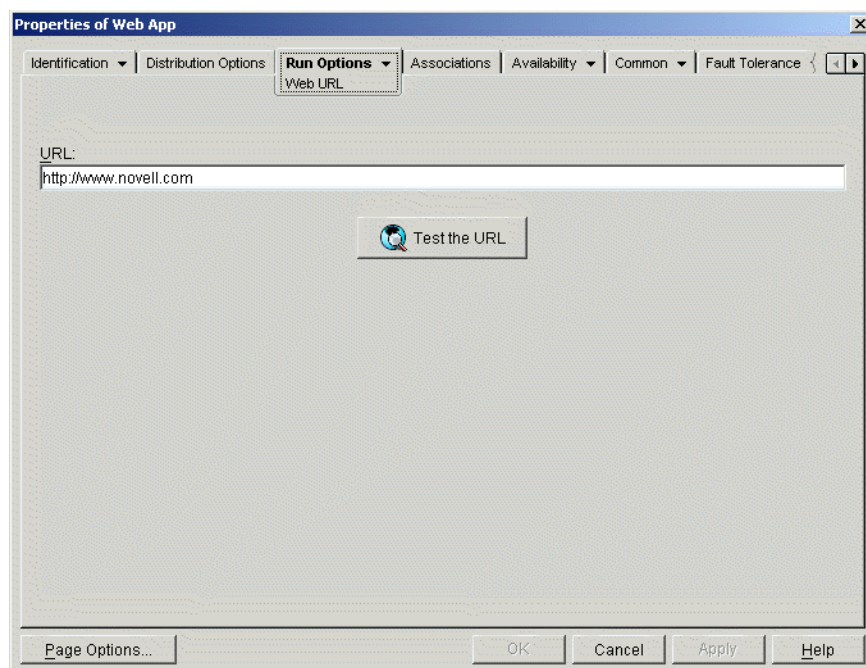 Properties of Web App
Identification Distribution Options Run Options Associations Availability Common Fault Tolerance
Web URL
URL:
http://www.novell.com
Test the URL
Page Options... OK Cancel Apply Help